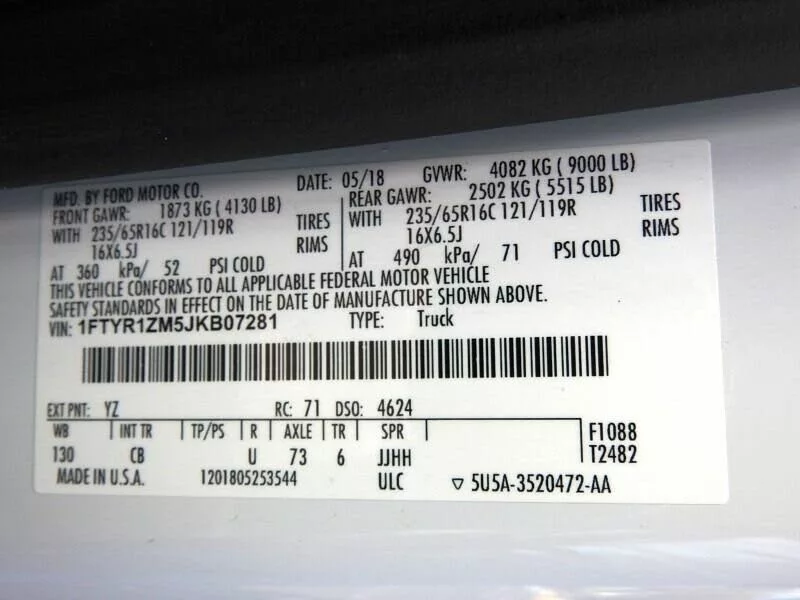 MFD. BY FORD MOTOR CO. DATE: 05/18 GVWR: 4082 KG ( 9000 LB)
FRONT GAWR: 1873 KG ( 4130 LB) REAR GAWR: 2502 KG ( 5515 LB)
WITH 235/65R16C 121/119R TIRES WITH 235/65R16C 121/119R TIRES
16X6.5J RIMS 16X6.5J RIMS
AT 360 kPa/ 52 PSI COLD AT 490 kPa/ 71 PSI COLD
THIS VEHICLE CONFORMS TO ALL APPLICABLE FEDERAL MOTOR VEHICLE
SAFETY STANDARDS IN EFFECT ON THE DATE OF MANUFACTURE SHOWN ABOVE.
VIN: 1FTYR1ZM5JKB07281 TYPE: Truck
EXT PNT: YZ RC: 71 DSO: 4624
WB INT TR TP/PS R AXLE TR SPR F1088
130 CB U 73 6 JJHH T2482
MADE IN U.S.A. 1201805253544 ULC ▽ 5U5A-3520472-AA